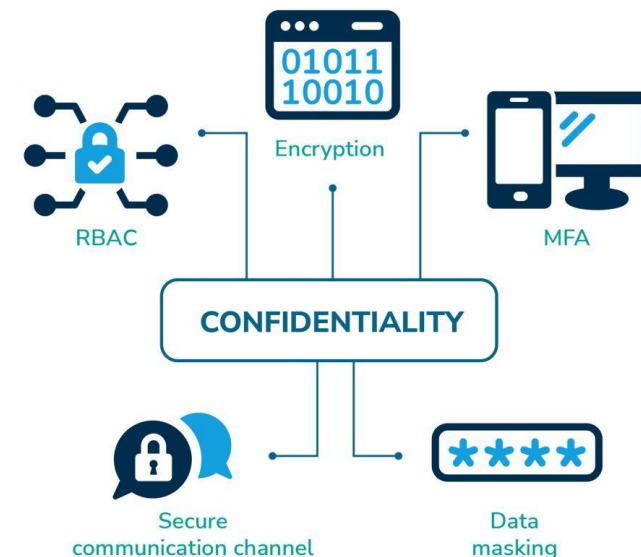 01011
10010
Encryption
RBAC
MFA
CONFIDENTIALITY
****
Secure
communication channel
Data
masking